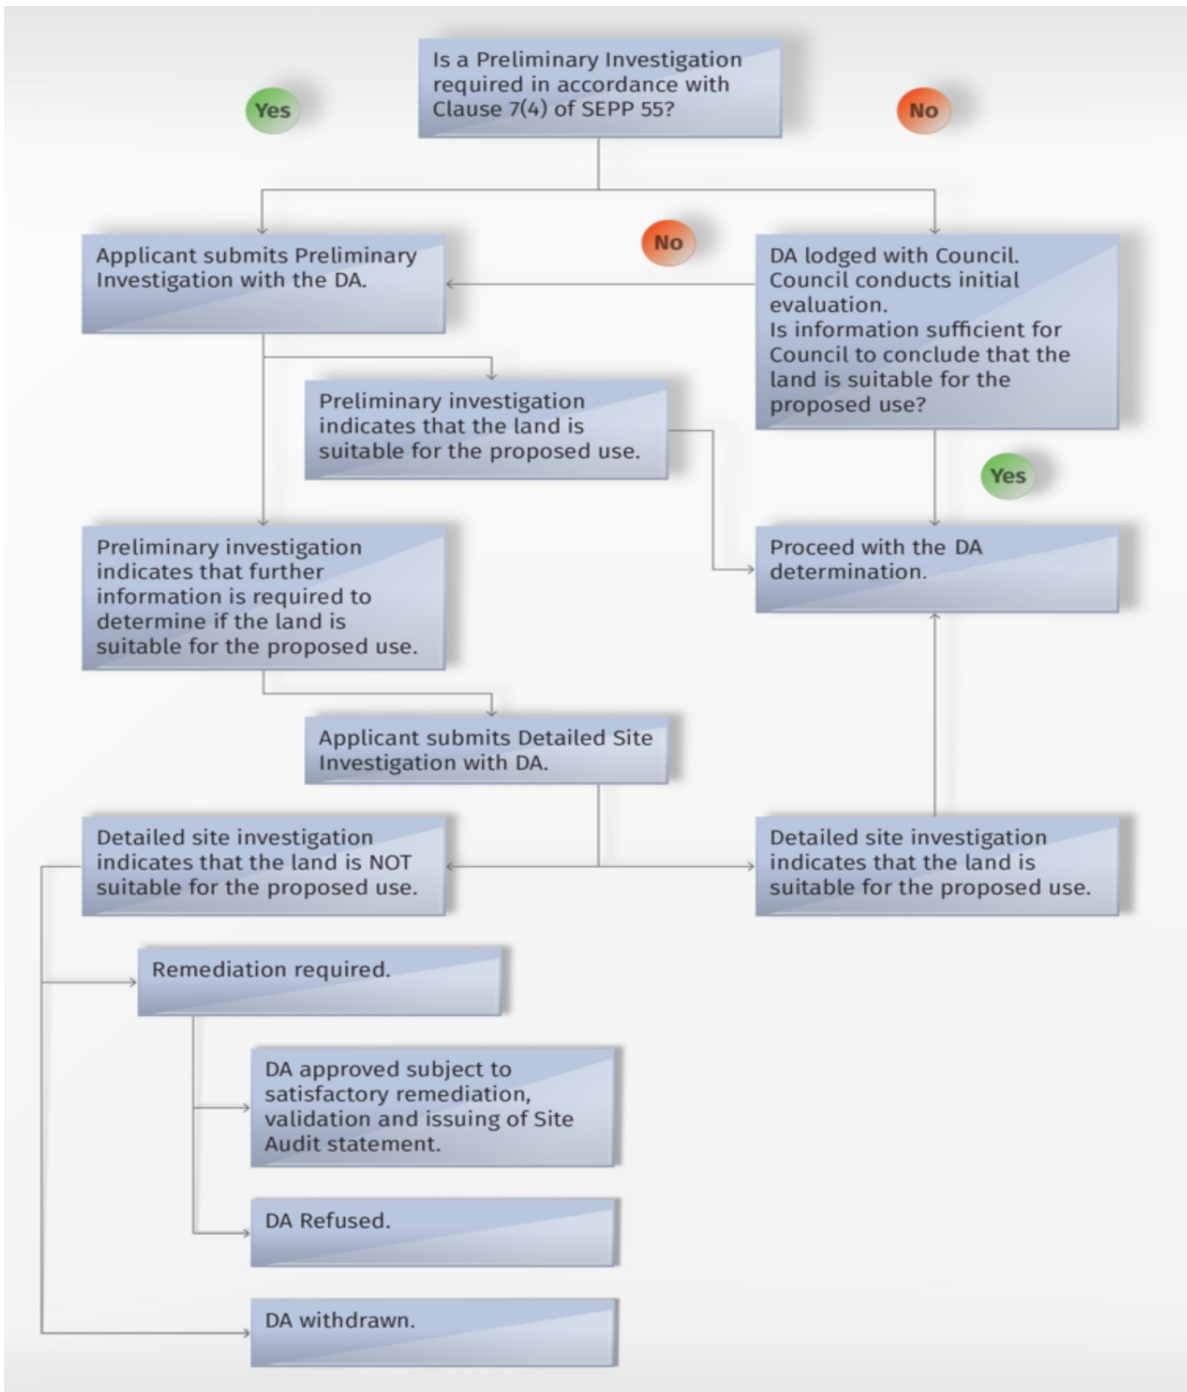 Is a Preliminary Investigation
required in accordance with
Clause 7(4) of SEPP 55?
Yes
No
Applicant submits Preliminary
Investigation with the DA.
No
DA lodged with Council.
Council conducts initial
evaluation.
Is information sufficient for
Council to conclude that the
land is suitable for the
proposed use?
Preliminary investigation
indicates that the land is
suitable for the proposed use.
Yes
Preliminary investigation
indicates that further
information is required to
determine if the land is
suitable for the proposed use.
Proceed with the DA
determination.
Applicant submits Detailed Site
Investigation with DA.
Detailed site investigation
indicates that the land is NOT
suitable for the proposed use.
Detailed site investigation
indicates that the land is
suitable for the proposed use.
Remediation required.
DA approved subject to
satisfactory remediation,
validation and issuing of Site
Audit statement.
DA Refused.
DA withdrawn.